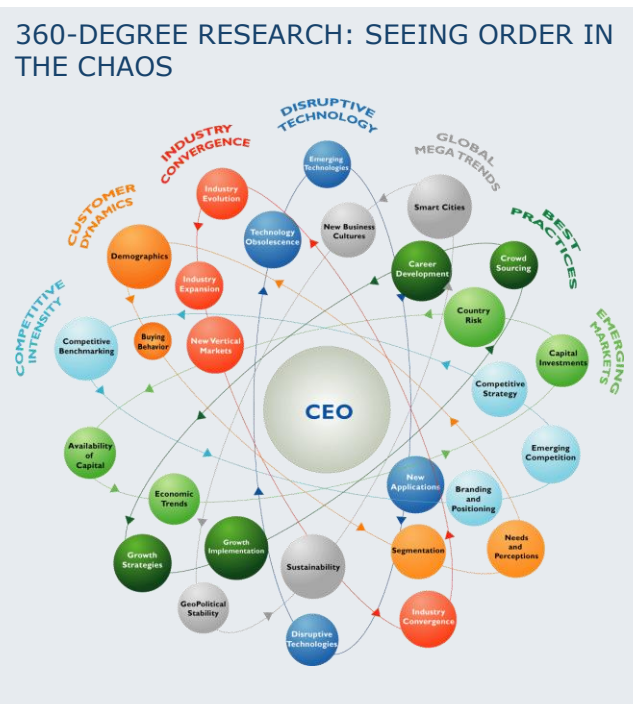 360-DEGREE RESEARCH: SEEING ORDER IN
THE CHAOS
DISRUPTIVE
TECHNOLOGY
INDUSTRY
CONVERGENCE
GLOBAL
MEGA TRENDS
CUSTOMER
DYNAMICS
BEST
PRACTICES
COMPETITIVE
INTENSITY
EMERGING
MARKETS
Emerging
Technologies
Industry
Evolution
Smart Cities
Technology
Obsolescence
New Business
Cultures
Demographics
Career
Development
Crowd
Sourcing
Industry
Expansion
Country
Risk
Competitive
Benchmarking
Buying
Behavior
New Vertical
Markets
Capital
Investments
Competitive
Strategy
CEO
Availability
of
Capital
Emerging
Competition
New
Applications
Economic
Trends
Branding
and
Positioning
Growth
Strategies
Growth
Implementation
Segmentation
Needs
and
Perceptions
Sustainability
GeoPolitical
Stability
Industry
Convergence
Disruptive
Technologies